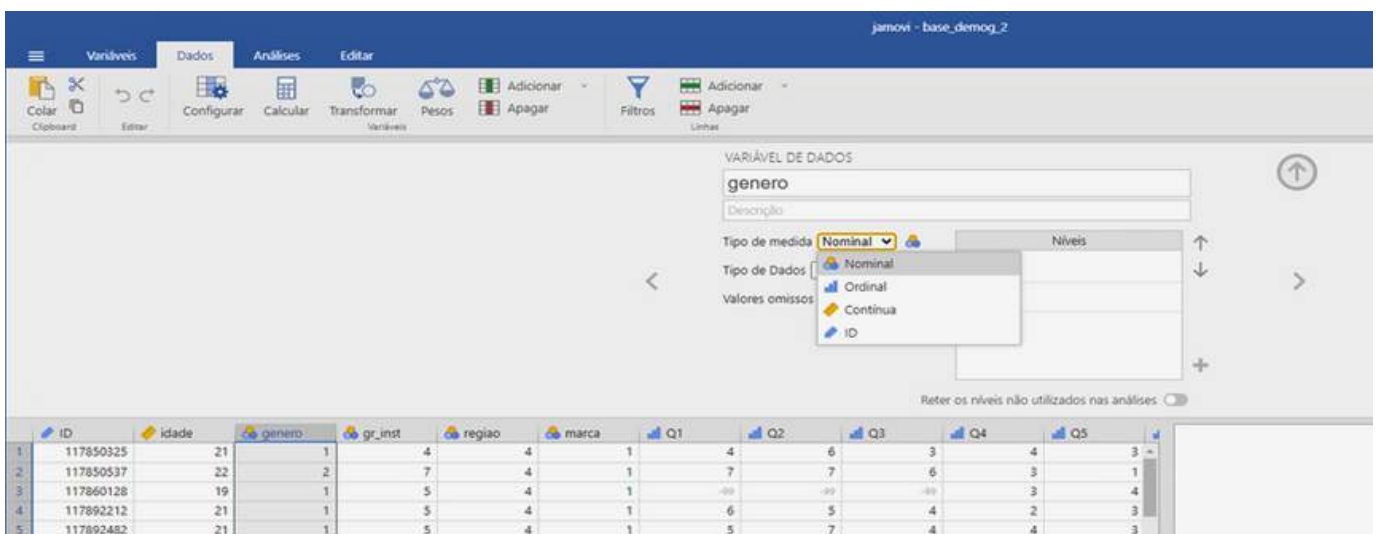 jamovi - base_demog_2
Variáveis Dados Análises Editar
Colar Configurar Calcular Transformar Pesos Adicionar Apagar Filtros Adicionar Apagar
Clipboard Editar Variáveis Linhas
VARIÁVEL DE DADOS
genero
Descrição
Tipo de medida Nominal Níveis
Tipo de Dados Nominal
Ordinal
Valores omissos Contínua
ID
Reter os níveis não utilizados nas análises
ID idade genero gr_inst regiao marca Q1 Q2 Q3 Q4 Q5
1 117850325 21 1 4 4 1 4 6 3 4 3
2 117850537 22 2 7 4 1 7 7 6 3 1
3 117860128 19 1 5 4 1 -99 -99 -99 3 4
4 117892212 21 1 5 4 1 6 5 4 2 3
5 117892482 21 1 5 4 1 5 7 4 4 3